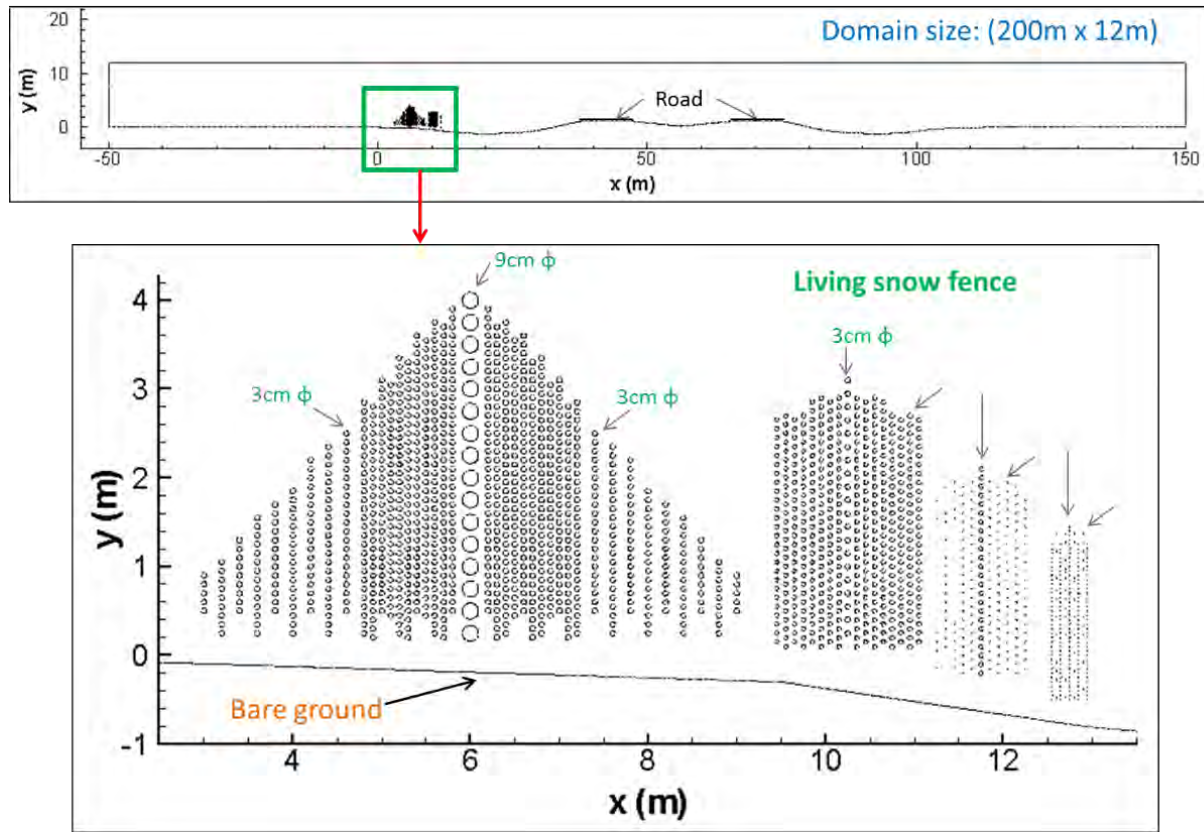 Domain size: (200m x 12m)
y (m)
20
10
0
Road
-50
0
50
100
150
x (m)
9cm ϕ
Living snow fence
3cm ϕ
3cm ϕ
3cm ϕ
y (m)
4
3
2
1
0
-1
Bare ground
4
6
8
10
12
x (m)